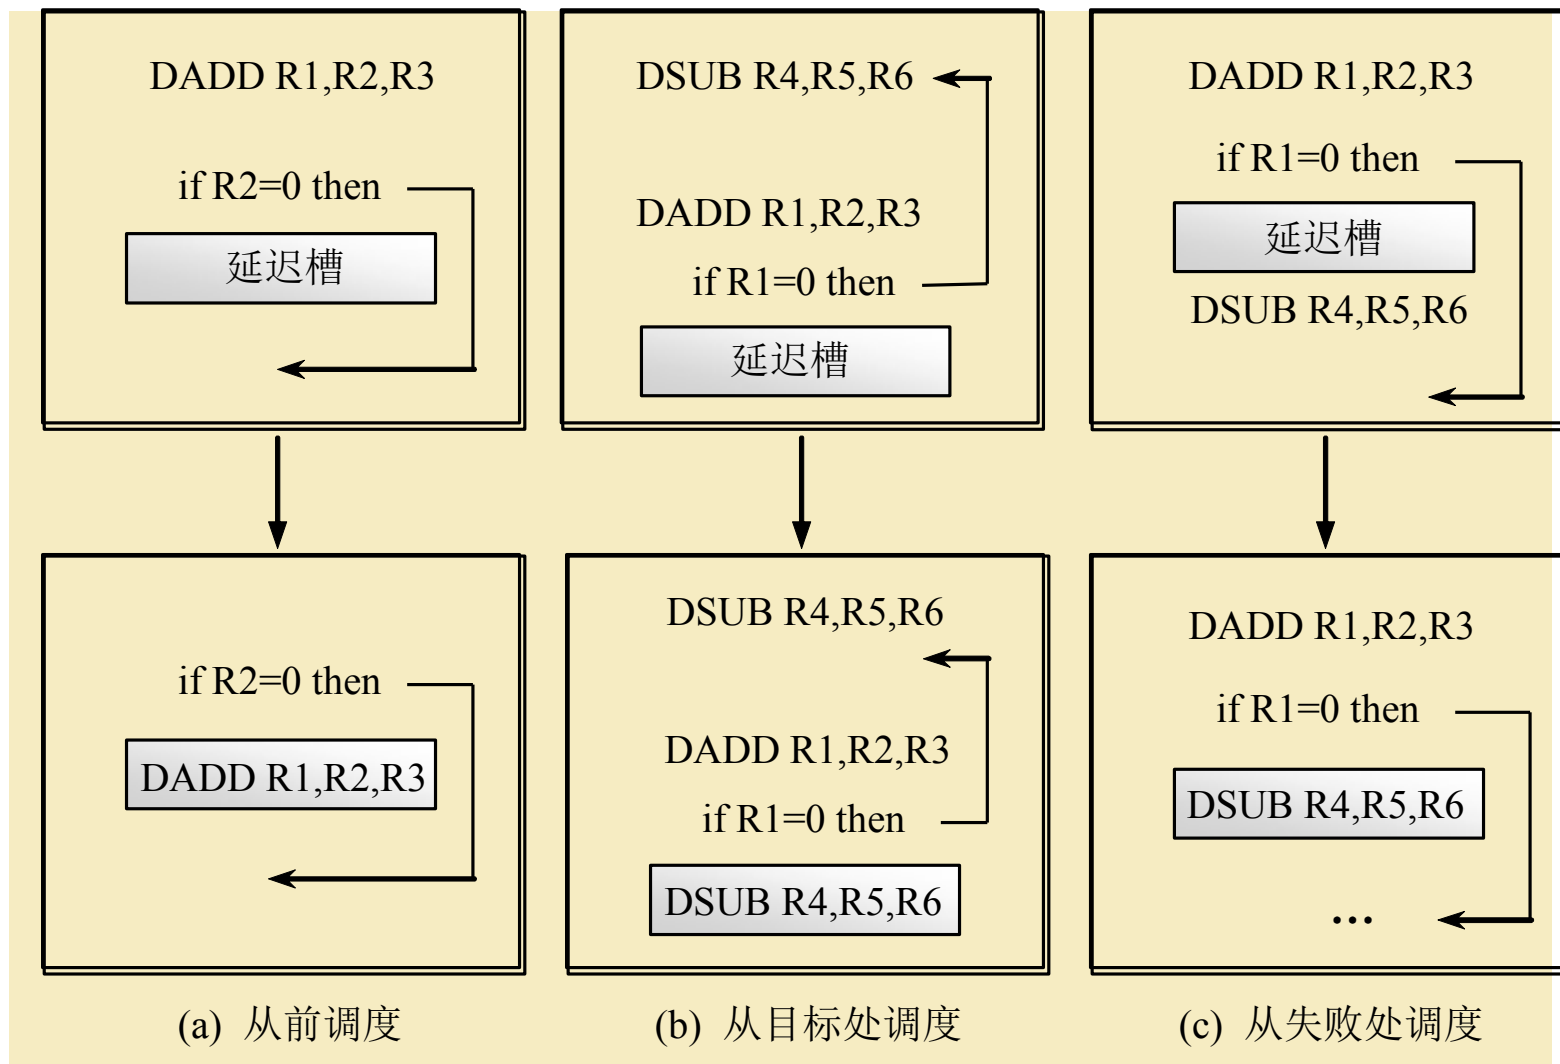 DADD R1,R2,R3
if R2=0 then
延迟槽
DSUB R4,R5,R6
DADD R1,R2,R3
if R1=0 then
延迟槽
DADD R1,R2,R3
if R1=0 then
延迟槽
DSUB R4,R5,R6
if R2=0 then
DADD R1,R2,R3
DSUB R4,R5,R6
DADD R1,R2,R3
if R1=0 then
DSUB R4,R5,R6
DADD R1,R2,R3
if R1=0 then
DSUB R4,R5,R6
...
(a) 从前调度
(b) 从目标处调度
(c) 从失败处调度